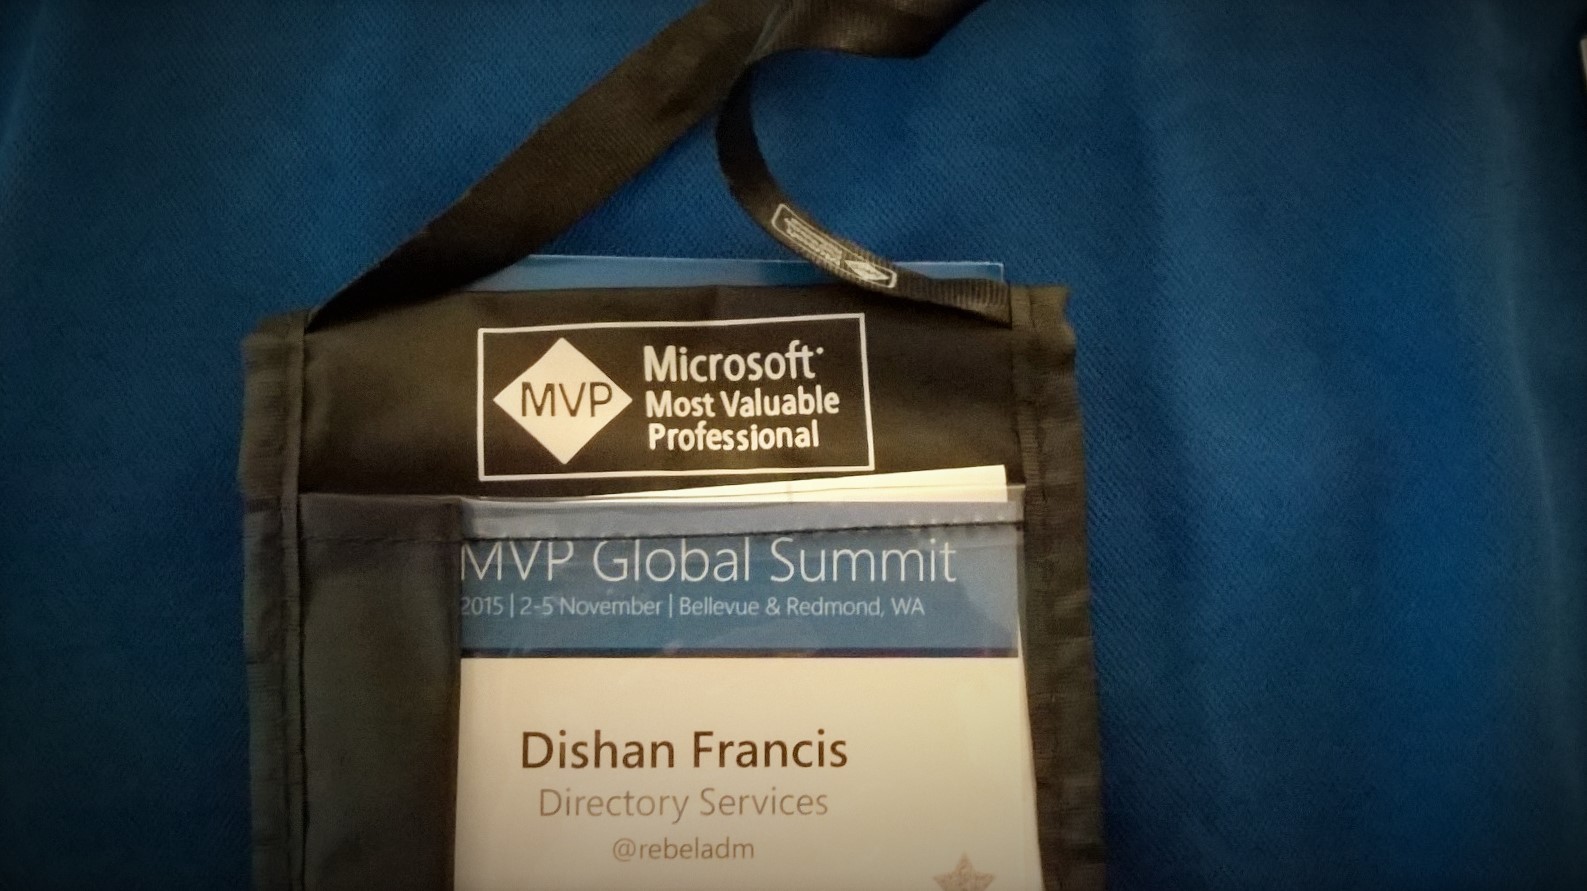 MVP
Microsoft
Most Valuable
Professional
MVP Global Summit
2015 | 2-5 November | Bellevue & Redmond, WA
Dishan Francis
Directory Services
@rebeladm